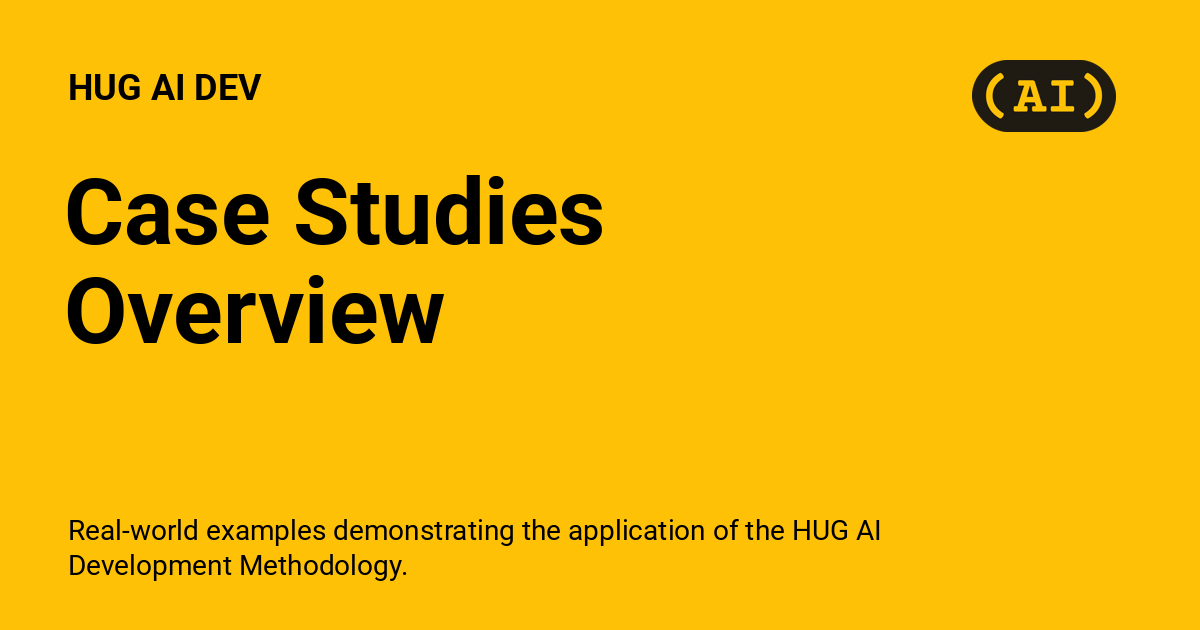 HUG AI DEV
(AI)
Case Studies
Overview
Real-world examples demonstrating the application of the HUG AI
Development Methodology.